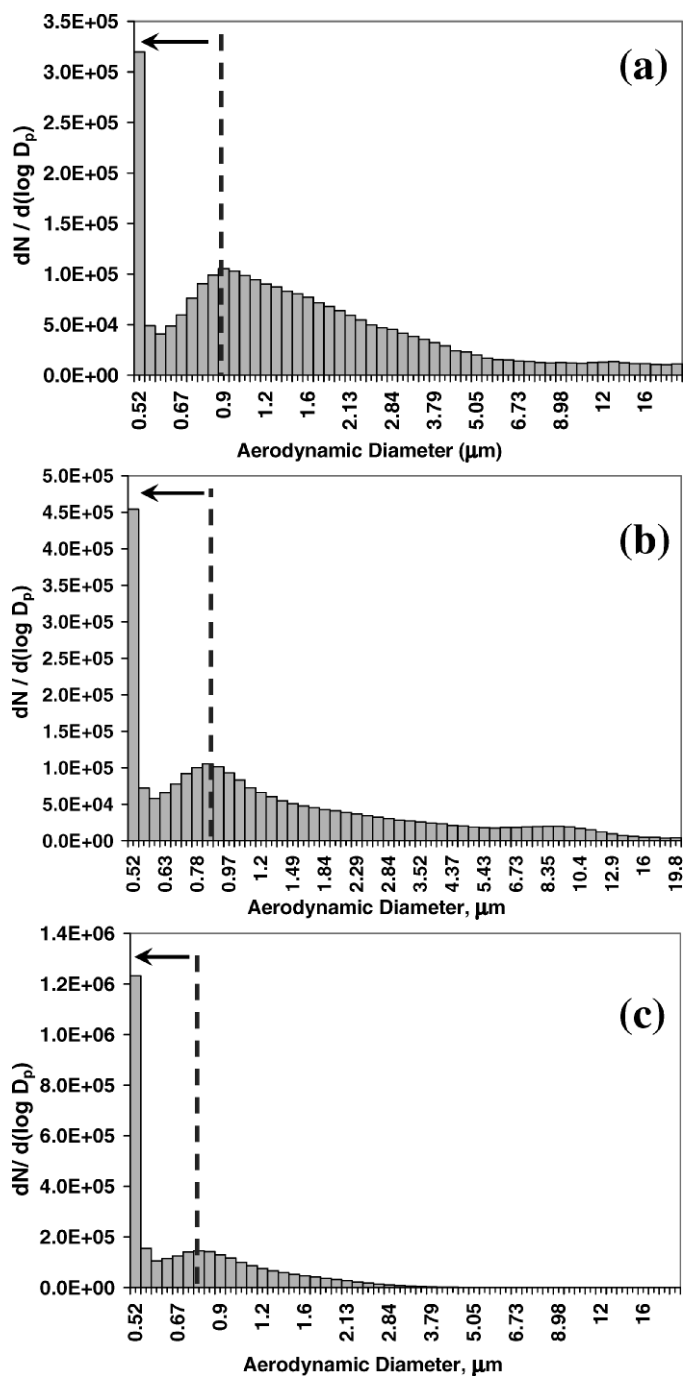 (a)
dN / d(log Dp)
3.5E+05
3.0E+05
2.5E+05
2.0E+05
1.5E+05
1.0E+05
5.0E+04
0.0E+00
0.52 0.67 0.9 1.2 1.6 2.13 2.84 3.79 5.05 6.73 8.98 12 16
Aerodynamic Diameter (μm)
(b)
dN / d(log Dp)
5.0E+05
4.5E+05
4.0E+05
3.5E+05
3.0E+05
2.5E+05
2.0E+05
1.5E+05
1.0E+05
5.0E+04
0.0E+00
0.52 0.63 0.78 0.97 1.2 1.49 1.84 2.29 2.84 3.52 4.37 5.43 6.73 8.35 10.4 12.9 16 19.8
Aerodynamic Diameter, μm
(c)
dN/ d(log Dp)
1.4E+06
1.2E+06
1.0E+06
8.0E+05
6.0E+05
4.0E+05
2.0E+05
0.0E+00
0.52 0.67 0.9 1.2 1.6 2.13 2.84 3.79 5.05 6.73 8.98 12 16
Aerodynamic Diameter, μm